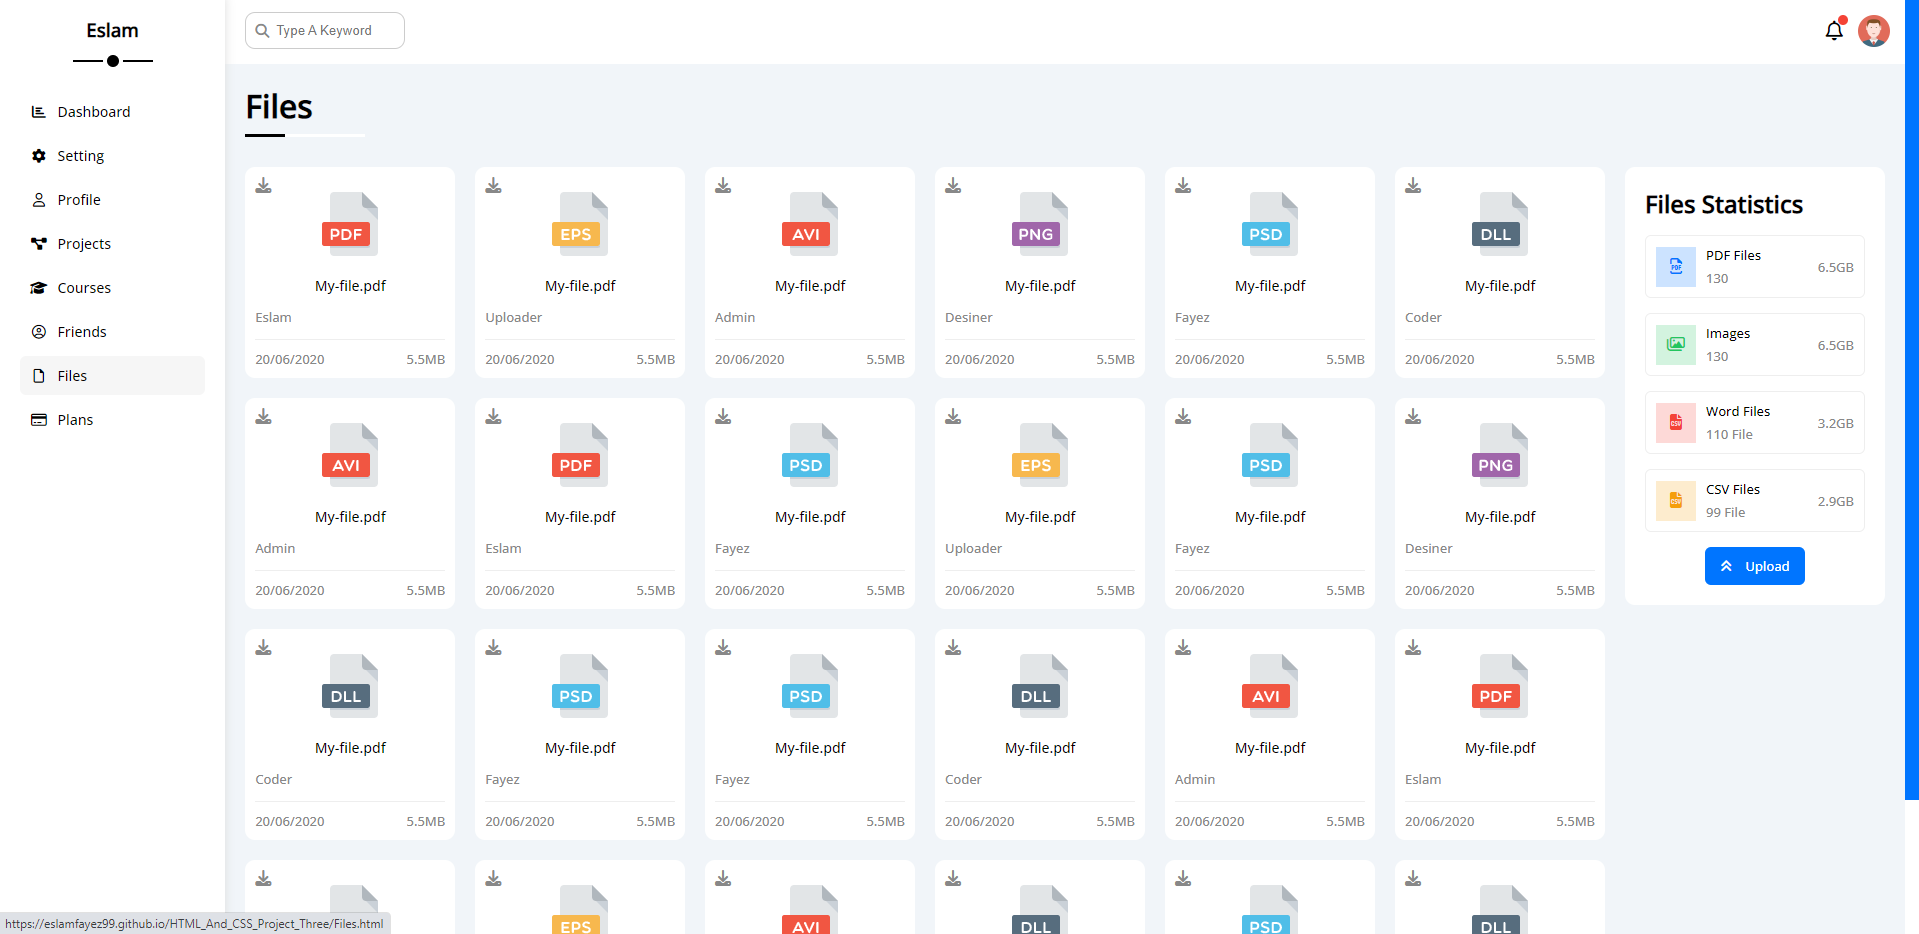 Eslam
Dashboard
Setting
Profile
Projects
Courses
Friends
Files
Plans
Type A Keyword
Files
PDF EPS AVI PNG PSD DLL
My-file.pdf My-file.pdf My-file.pdf My-file.pdf My-file.pdf My-file.pdf
Eslam Uploader Admin Desiner Fayez Coder
20/06/2020 5.5MB 20/06/2020 5.5MB 20/06/2020 5.5MB 20/06/2020 5.5MB 20/06/2020 5.5MB 20/06/2020 5.5MB
AVI PDF PSD EPS PSD PNG
My-file.pdf My-file.pdf My-file.pdf My-file.pdf My-file.pdf My-file.pdf
Admin Eslam Fayez Uploader Fayez Desiner
20/06/2020 5.5MB 20/06/2020 5.5MB 20/06/2020 5.5MB 20/06/2020 5.5MB 20/06/2020 5.5MB 20/06/2020 5.5MB
DLL PSD PSD DLL AVI PDF
My-file.pdf My-file.pdf My-file.pdf My-file.pdf My-file.pdf My-file.pdf
Coder Fayez Fayez Coder Admin Eslam
20/06/2020 5.5MB 20/06/2020 5.5MB 20/06/2020 5.5MB 20/06/2020 5.5MB 20/06/2020 5.5MB 20/06/2020 5.5MB
EPS AVI DLL PSD DLL
Files Statistics
PDF
PDF Files
130
6.5GB
Images
130
6.5GB
CSV
Word Files
110 File
3.2GB
CSV
CSV Files
99 File
2.9GB
Upload
https://eslamfayez99.github.io/HTML_And_CSS_Project_Three/Files.html